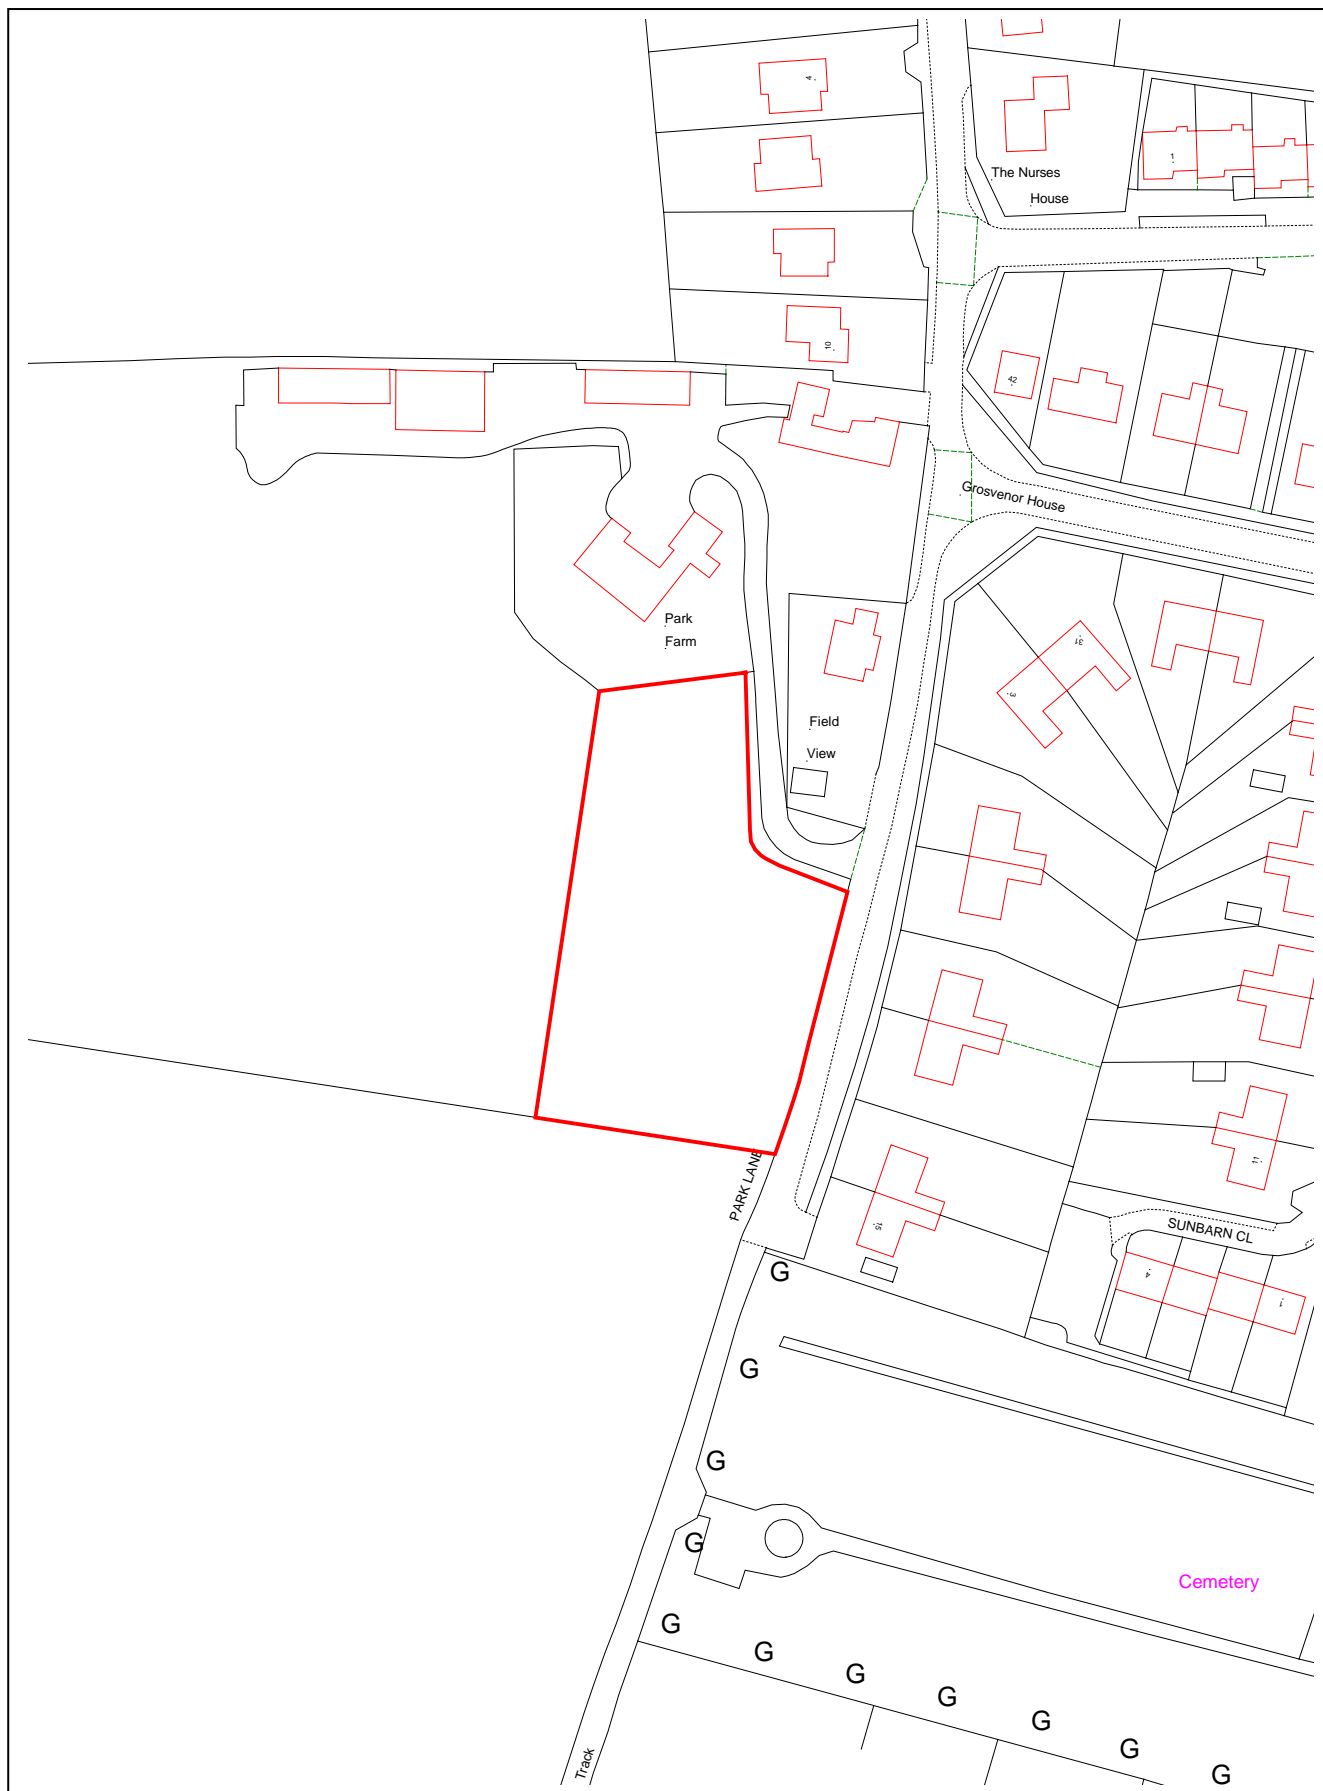 4
1
The Nurses
House
10
42
Grosvenor House
Park
Farm
31
3
Field
View
PARK LANE
11
15
SUNBARN CL
4
1
G
G
G
G
Cemetery
G
G
G
G
G
G
G
Track